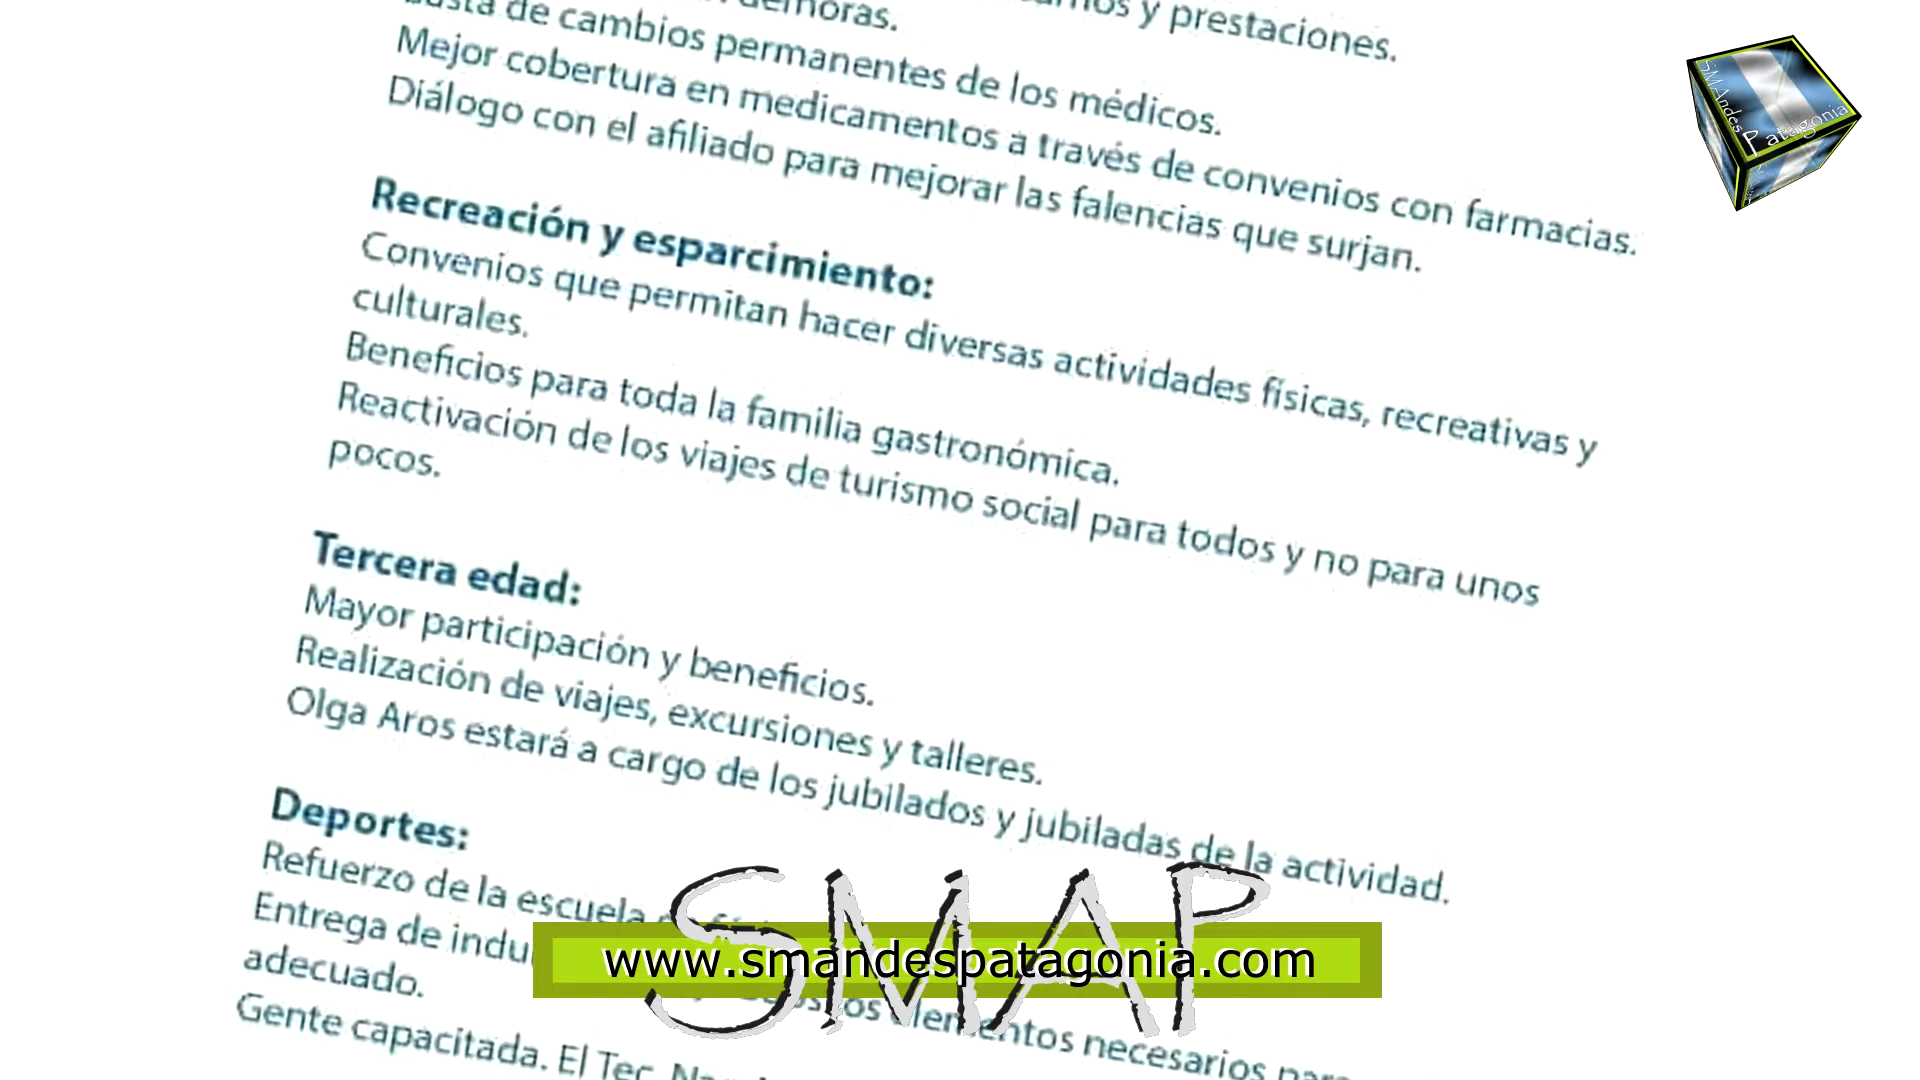 demoras.
y prestaciones.
de cambios permanentes de los médicos.
Mejor cobertura en medicamentos a través de convenios con farmacias.
Diálogo con el afiliado para mejorar las falencias que surjan.
Recreación y esparcimiento:
Convenios que permitan hacer diversas actividades físicas, recreativas y
culturales.
Beneficios para toda la familia gastronómica.
Reactivación de los viajes de turismo social para todos y no para unos
pocos.
Tercera edad:
Mayor participación y beneficios.
Realización de viajes, excursiones y talleres.
Olga Aros estará a cargo de los jubilados y jubiladas de la actividad.
Deportes:
Refuerzo de la escuela
Entrega de
necesarios
adecuado.
Gente capacitada. El Tec.
SMAP
www.smandespatagonia.com
SMAndes
Patagonia